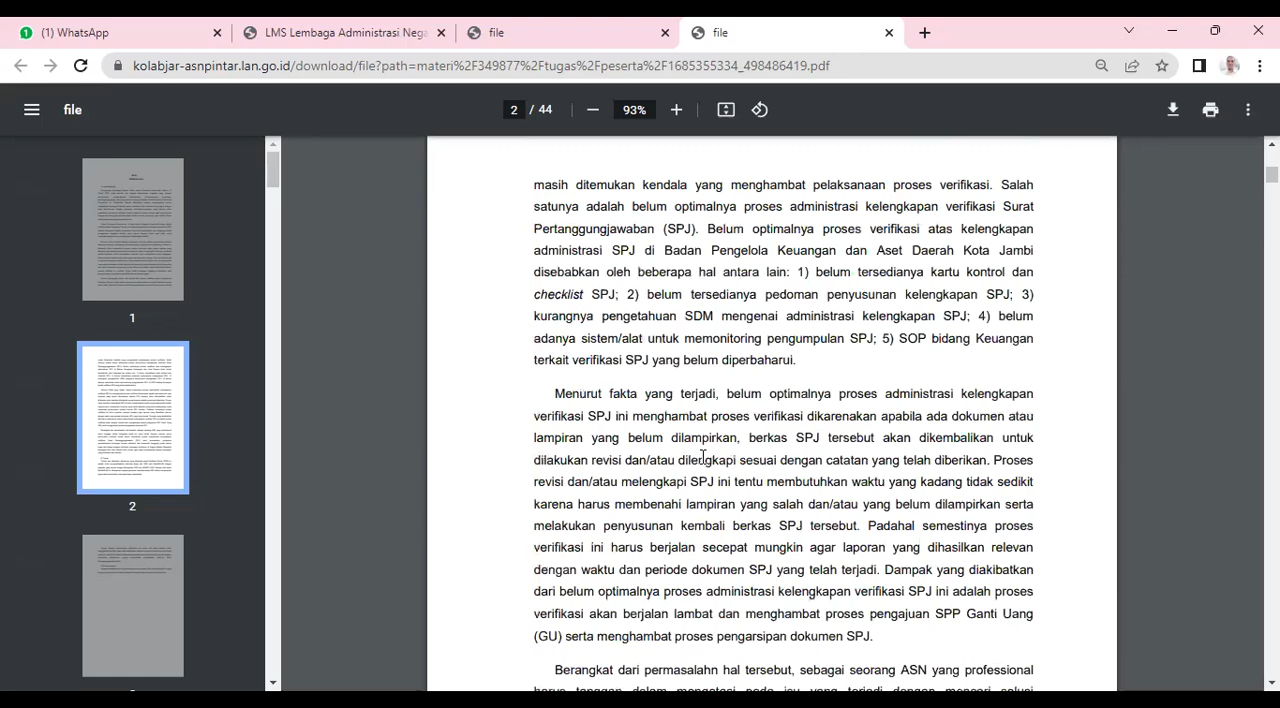 (1) WhatsApp
LMS Lembaga Administrasi Nega
file
file
kolabjar-asnpintar.lan.go.id/download/file?path=materi%2F349877%2Ftugas%2Fpeserta%2F1685355334_498486419.pdf
file
2 / 44
93%
1
2
masih ditemukan kendala yang menghambat pelaksanaan proses verifikasi. Salah
satunya adalah belum optimalnya proses administrasi kelengkapan verifikasi Surat
Pertanggungjawaban (SPJ). Belum optimalnya proses verifikasi atas kelengkapan
administrasi SPJ di Badan Pengelola Keuangan dan Aset Daerah Kota Jambi
disebabkan oleh beberapa hal antara lain: 1) belum tersedianya kartu kontrol dan
checklist SPJ; 2) belum tersedianya pedoman penyusunan kelengkapan SPJ; 3)
kurangnya pengetahuan SDM mengenai administrasi kelengkapan SPJ; 4) belum
adanya sistem/alat untuk memonitoring pengumpulan SPJ; 5) SOP bidang Keuangan
terkait verifikasi SPJ yang belum diperbaharui.
Menurut fakta yang terjadi, belum optimalnya proses administrasi kelengkapan
verifikasi SPJ ini menghambat proses verifikasi dikarenakan apabila ada dokumen atau
lampiran yang belum dilampirkan, berkas SPJ tersebut akan dikembalikan untuk
dilakukan revisi dan/atau dilengkapi sesuai dengan catatan yang telah diberikan. Proses
revisi dan/atau melengkapi SPJ ini tentu membutuhkan waktu yang kadang tidak sedikit
karena harus membenahi lampiran yang salah dan/atau yang belum dilampirkan serta
melakukan penyusunan kembali berkas SPJ tersebut. Padahal semestinya proses
verifikasi ini harus berjalan secepat mungkin agar laporan yang dihasilkan relevan
dengan waktu dan periode dokumen SPJ yang telah terjadi. Dampak yang diakibatkan
dari belum optimalnya proses administrasi kelengkapan verifikasi SPJ ini adalah proses
verifikasi akan berjalan lambat dan menghambat proses pengajuan SPP Ganti Uang
(GU) serta menghambat proses pengarsipan dokumen SPJ.
Berangkat dari permasalahn hal tersebut, sebagai seorang ASN yang professional
harus tanggap dalam mengatasi pada isu yang terjadi dengan mencari solusi